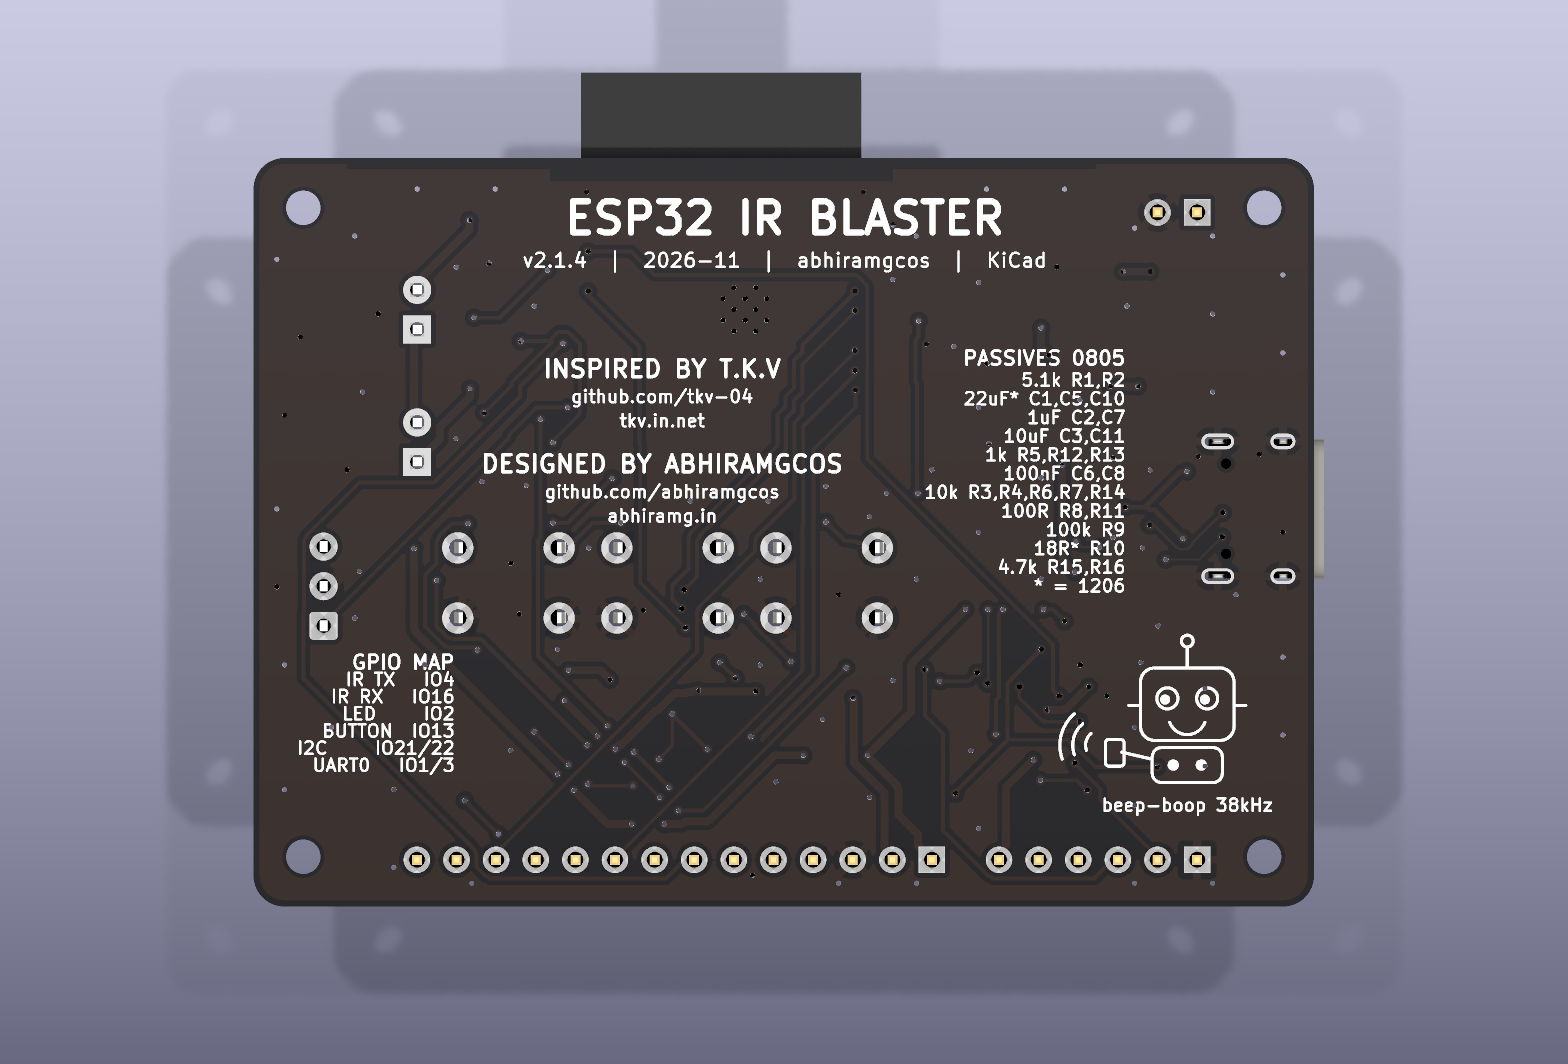 ESP32 IR BLASTER
v2.1.4 | 2026-11 | abhiramgcos | KiCad
INSPIRED BY T.K.V
github.com/tkv-04
tkv.in.net
DESIGNED BY ABHIRAMGCOS
github.com/abhiramgcos
abhiramg.in
PASSIVES 0805
5.1k R1,R2
22uF* C1,C5,C10
1uF C2,C7
10uF C3,C11
1k R5,R12,R13
100nF C6,C8
10k R3,R4,R6,R7,R14
100R R8,R11
100k R9
18R* R10
4.7k R15,R16
* = 1206
GPIO MAP
IR TX IO4
IR RX IO16
LED IO2
BUTTON IO13
I2C IO21/22
UART0 IO1/3
beep-boop 38kHz